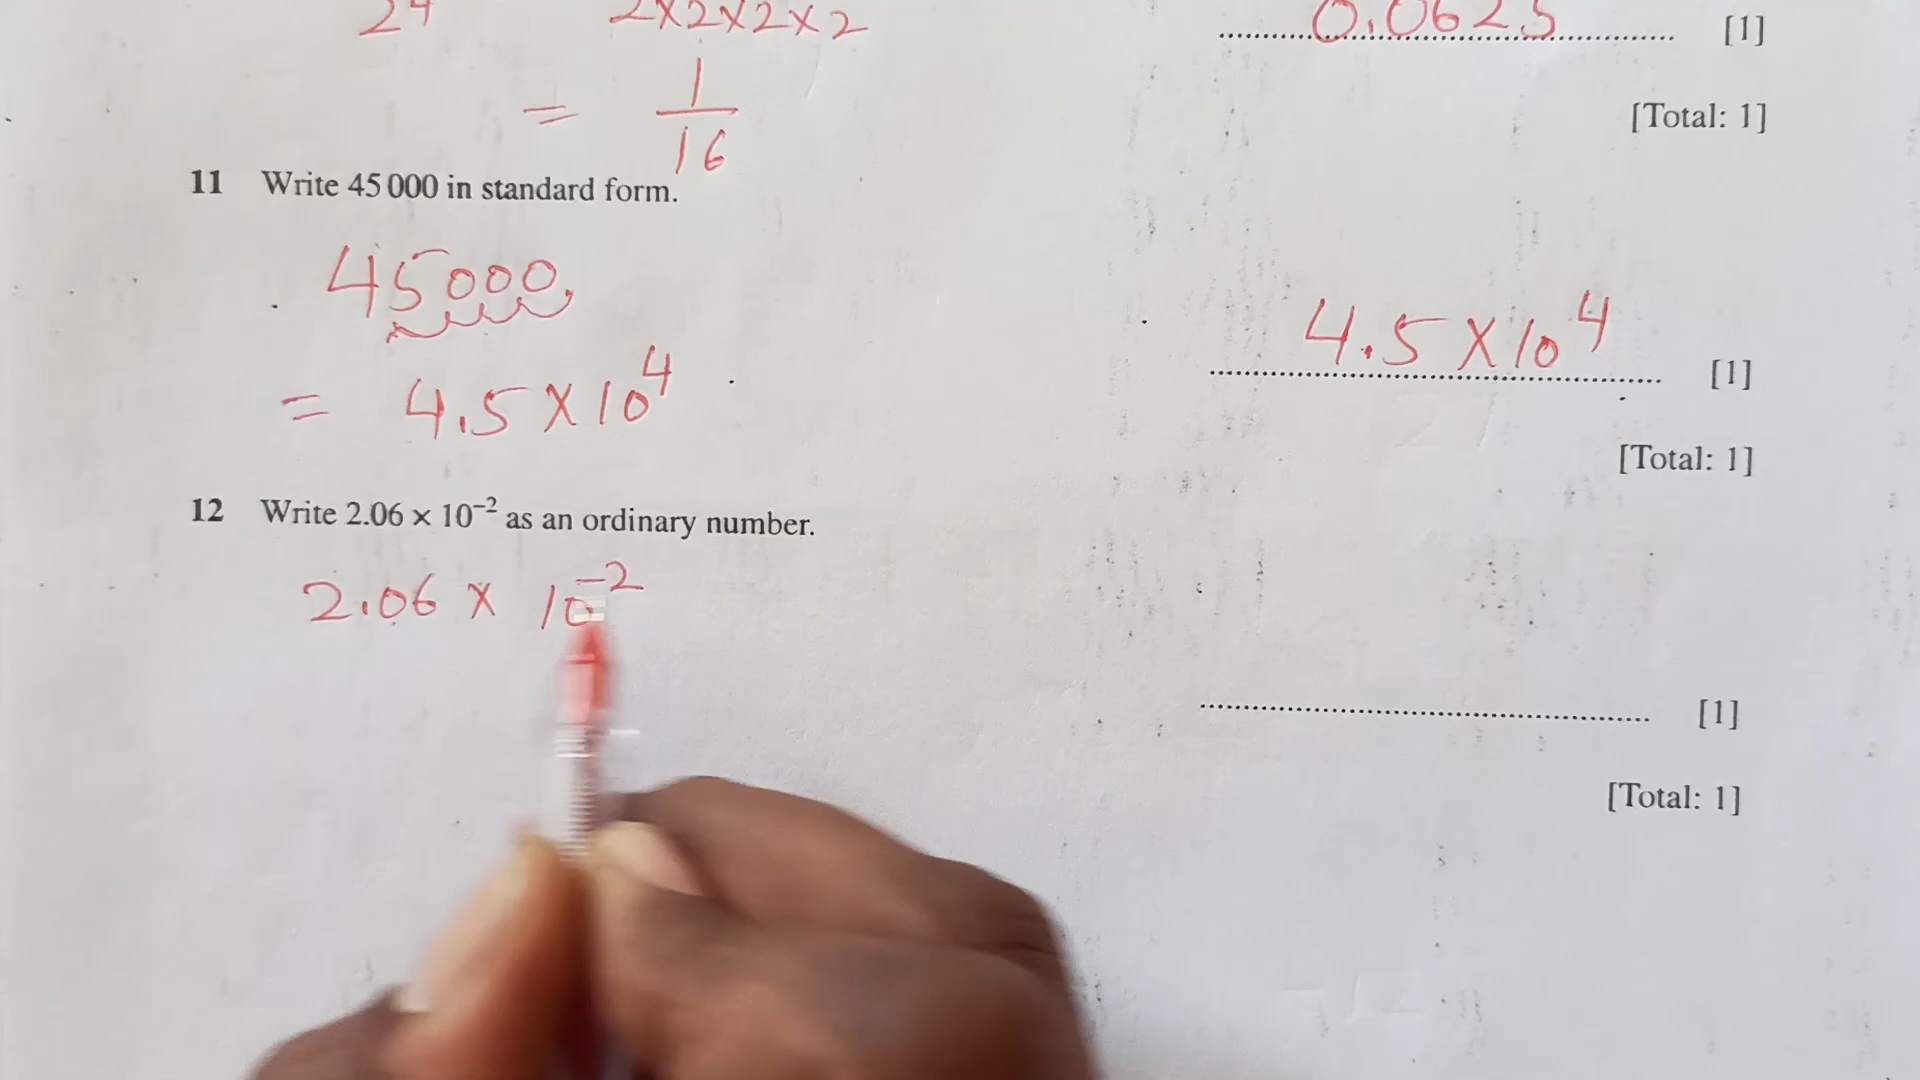 2⁴ 2×2×2×2 0.0625 [1]
= 1/16 [Total: 1]
11 Write 45 000 in standard form.
45000.
4.5 × 10⁴ [1]
= 4.5 × 10⁴
[Total: 1]
12 Write 2.06 × 10⁻² as an ordinary number.
2.06 × 10⁻²
[1]
[Total: 1]